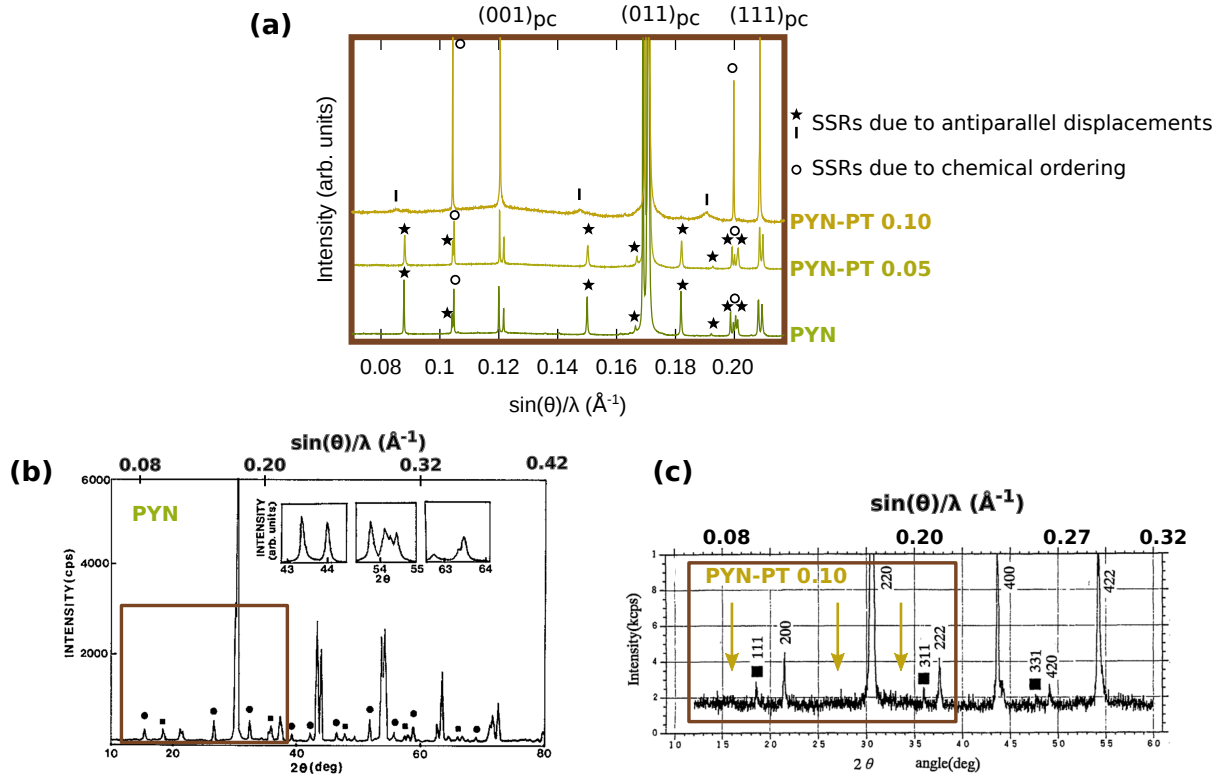 (a)
(001)pc (011)pc (111)pc
Intensity (arb. units)
★
I SSRs due to antiparallel displacements
○ SSRs due to chemical ordering
PYN-PT 0.10
PYN-PT 0.05
PYN
0.08 0.1 0.12 0.14 0.16 0.18 0.20
sin(θ)/λ (Å⁻¹)
(b)
sin(θ)/λ (Å⁻¹)
0.08 0.20 0.32 0.42
PYN
INTENSITY (cps)
6000
4000
2000
INTENSITY
(arb. units)
43 44 54 55 63 64
2θ
10 20 40 60 80
2θ(deg)
(c)
sin(θ)/λ (Å⁻¹)
0.08 0.20 0.27 0.32
PYN-PT 0.10
Intensity(kcps)
1
8
6
4
2
0
111
200
220
311
222
400
331
420
422
10 15 20 25 30 35 40 45 50 55 60
2θ angle(deg)